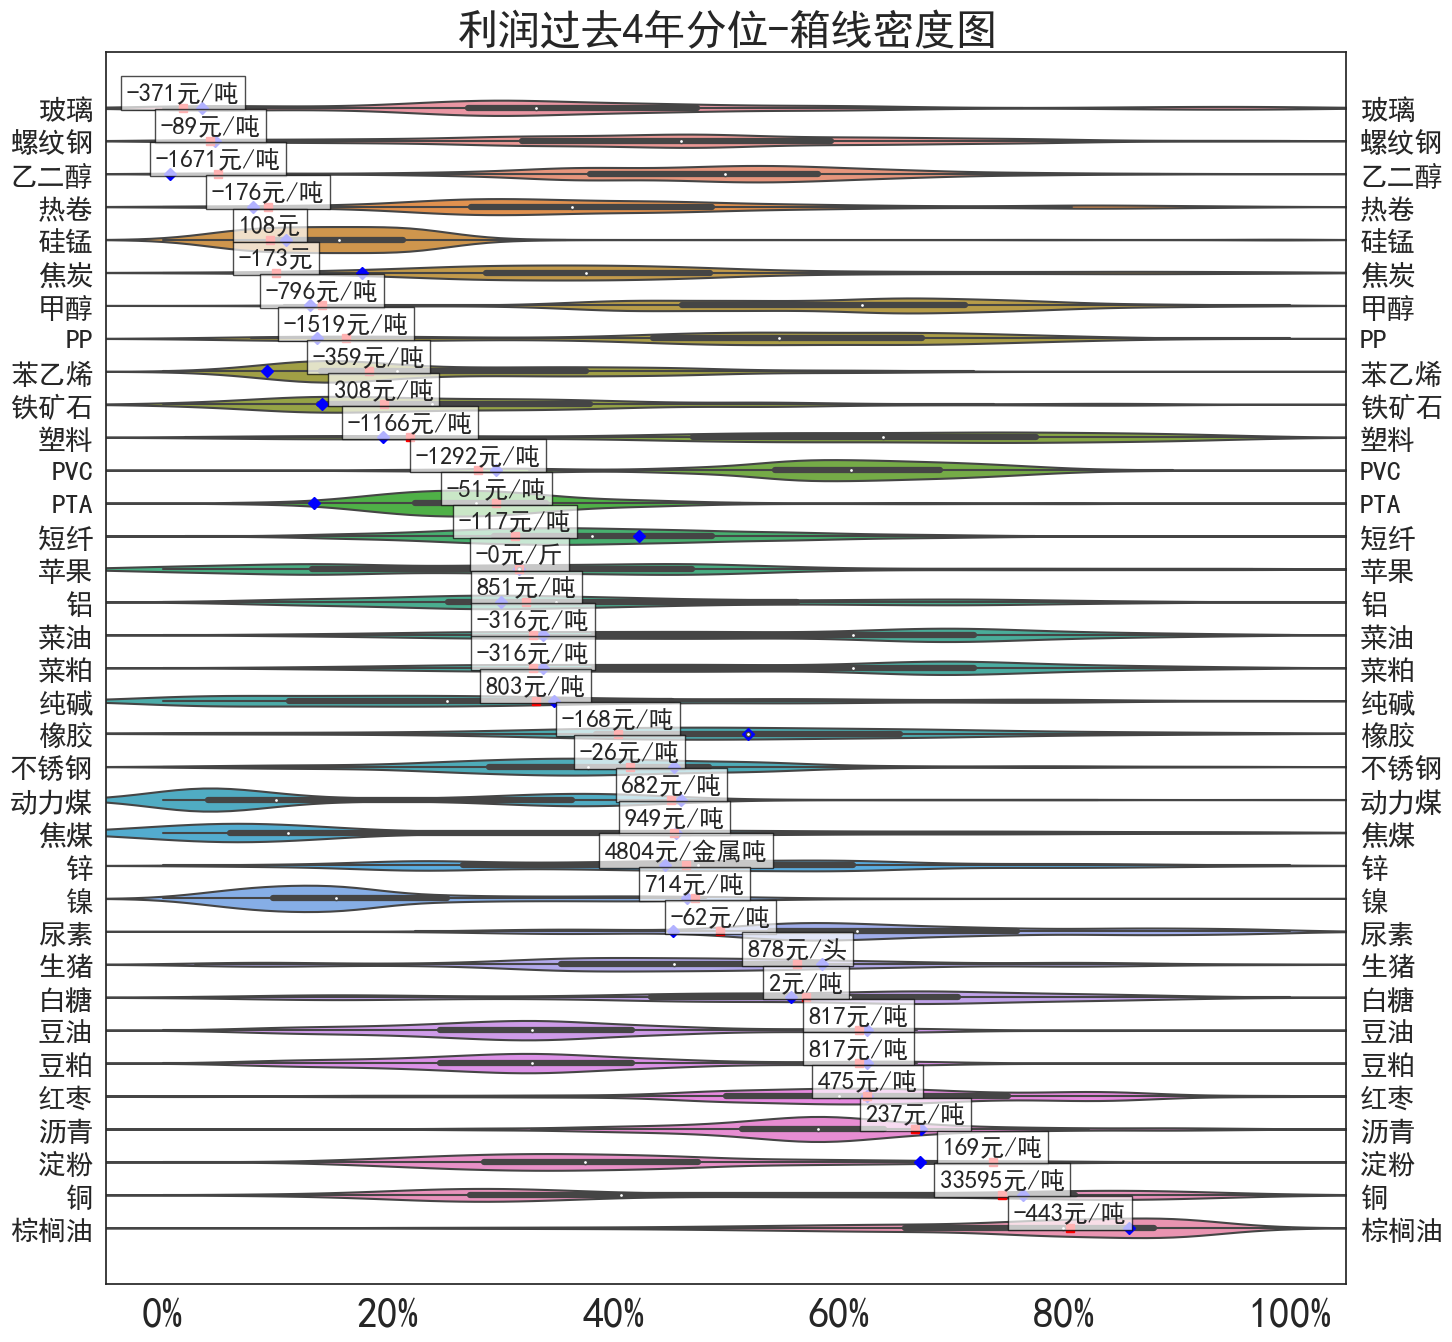 利润过去4年分位-箱线密度图
玻璃 -371元/吨 玻璃
螺纹钢 -89元/吨 螺纹钢
乙二醇 -1671元/吨 乙二醇
热卷 -176元/吨 热卷
硅锰 108元 硅锰
焦炭 -173元 焦炭
甲醇 -796元/吨 甲醇
PP -1519元/吨 PP
苯乙烯 -359元/吨 苯乙烯
铁矿石 308元/吨 铁矿石
塑料 -1166元/吨 塑料
PVC -1292元/吨 PVC
PTA -51元/吨 PTA
短纤 -117元/吨 短纤
苹果 -0元/斤 苹果
铝 851元/吨 铝
菜油 -316元/吨 菜油
菜粕 -316元/吨 菜粕
纯碱 803元/吨 纯碱
橡胶 -168元/吨 橡胶
不锈钢 -26元/吨 不锈钢
动力煤 682元/吨 动力煤
焦煤 949元/吨 焦煤
锌 4804元/金属吨 锌
镍 714元/吨 镍
尿素 -62元/吨 尿素
生猪 878元/头 生猪
白糖 2元/吨 白糖
豆油 817元/吨 豆油
豆粕 817元/吨 豆粕
红枣 475元/吨 红枣
沥青 237元/吨 沥青
淀粉 169元/吨 淀粉
铜 33595元/吨 铜
棕榈油 -443元/吨 棕榈油
0% 20% 40% 60% 80% 100%